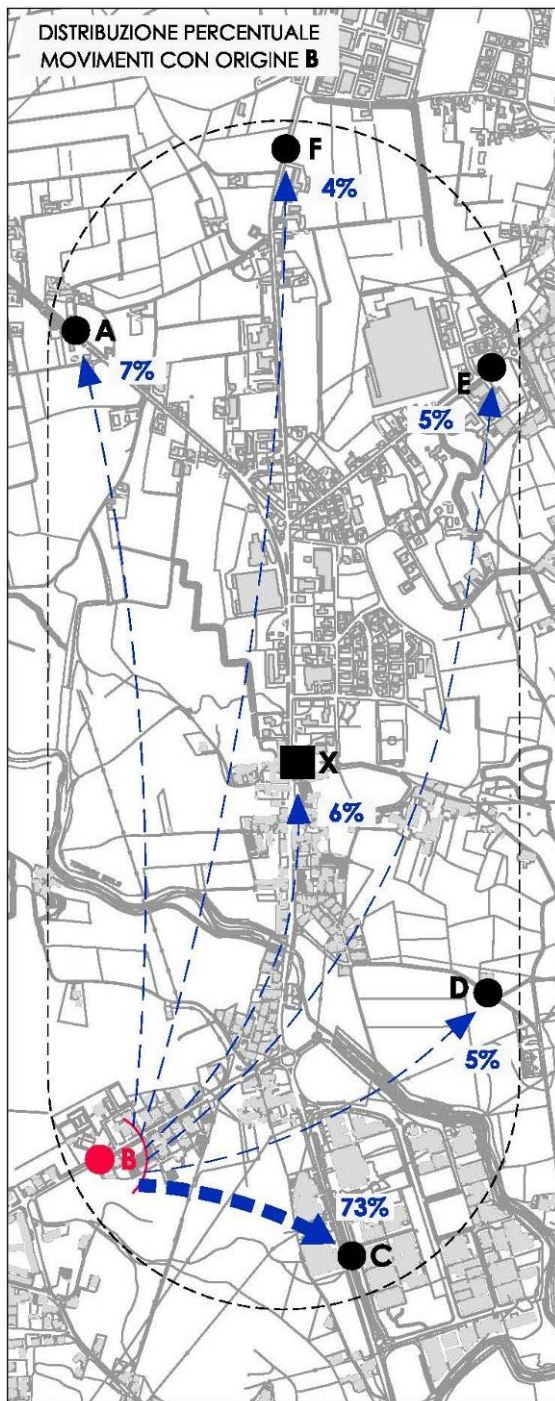 DISTRIBUZIONE PERCENTUALE
MOVIMENTI CON ORIGINE B
F
4%
A
7%
E
5%
X
6%
D
5%
B
73%
C